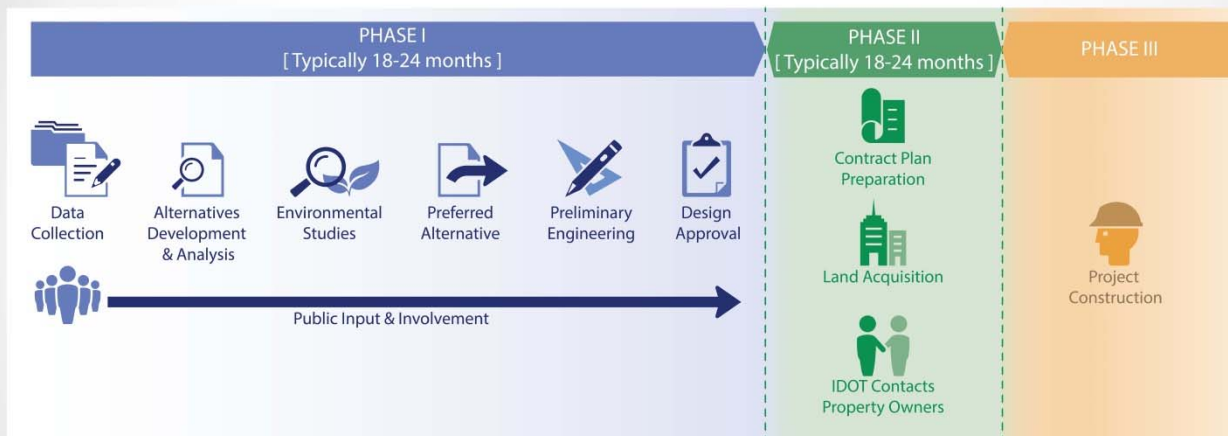 PHASE I
[ Typically 18-24 months ]
PHASE II
[ Typically 18-24 months ]
PHASE III
Data
Collection
Alternatives
Development
& Analysis
Environmental
Studies
Preferred
Alternative
Preliminary
Engineering
Design
Approval
Public Input & Involvement
Contract Plan
Preparation
Land Acquisition
IDOT Contacts
Property Owners
Project
Construction